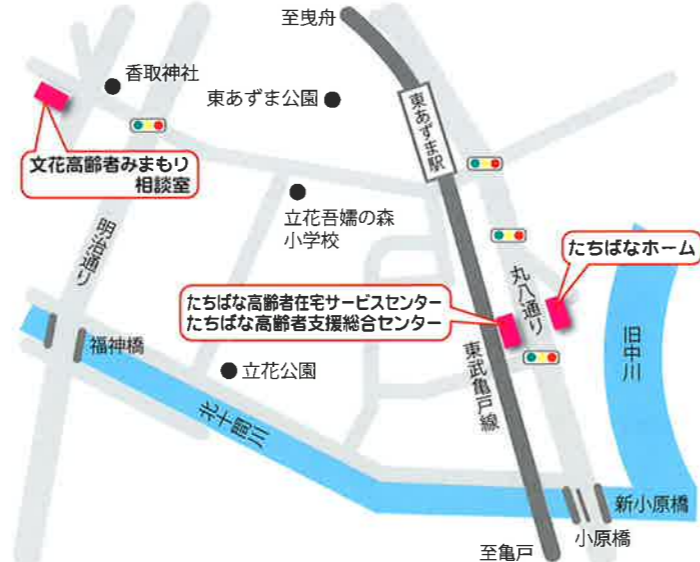 至曳舟
香取神社
東あずま公園
東あずま駅
文花高齢者みまもり
相談室
立花吾嬬の森
小学校
明治通り
たちばなホーム
丸八通り
たちばな高齢者在宅サービスセンター
たちばな高齢者支援総合センター
旧中川
福神橋
立花公園
東武亀戸線
北十間川
新小原橋
小原橋
至亀戸